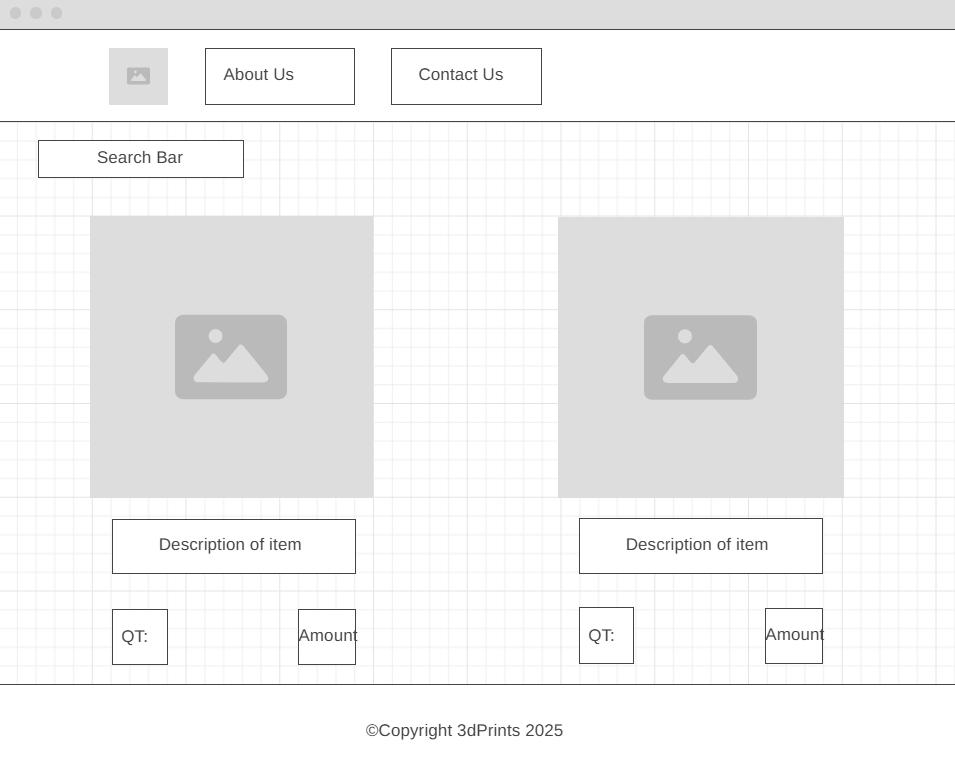 About Us
Contact Us
Search Bar
Description of item
Description of item
QT:
Amount
QT:
Amount
©Copyright 3dPrints 2025